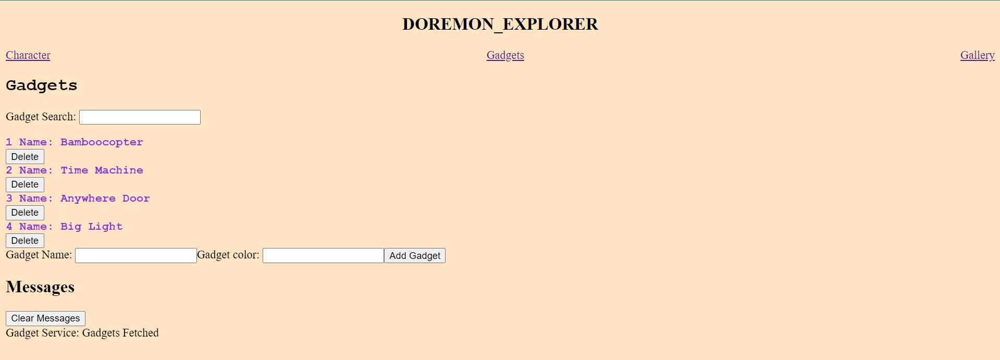 DOREMON_EXPLORER
Character Gadgets Gallery
Gadgets
Gadget Search:
1 Name: Bamboocopter
Delete
2 Name: Time Machine
Delete
3 Name: Anywhere Door
Delete
4 Name: Big Light
Delete
Gadget Name: Gadget color: Add Gadget
Messages
Clear Messages
Gadget Service: Gadgets Fetched